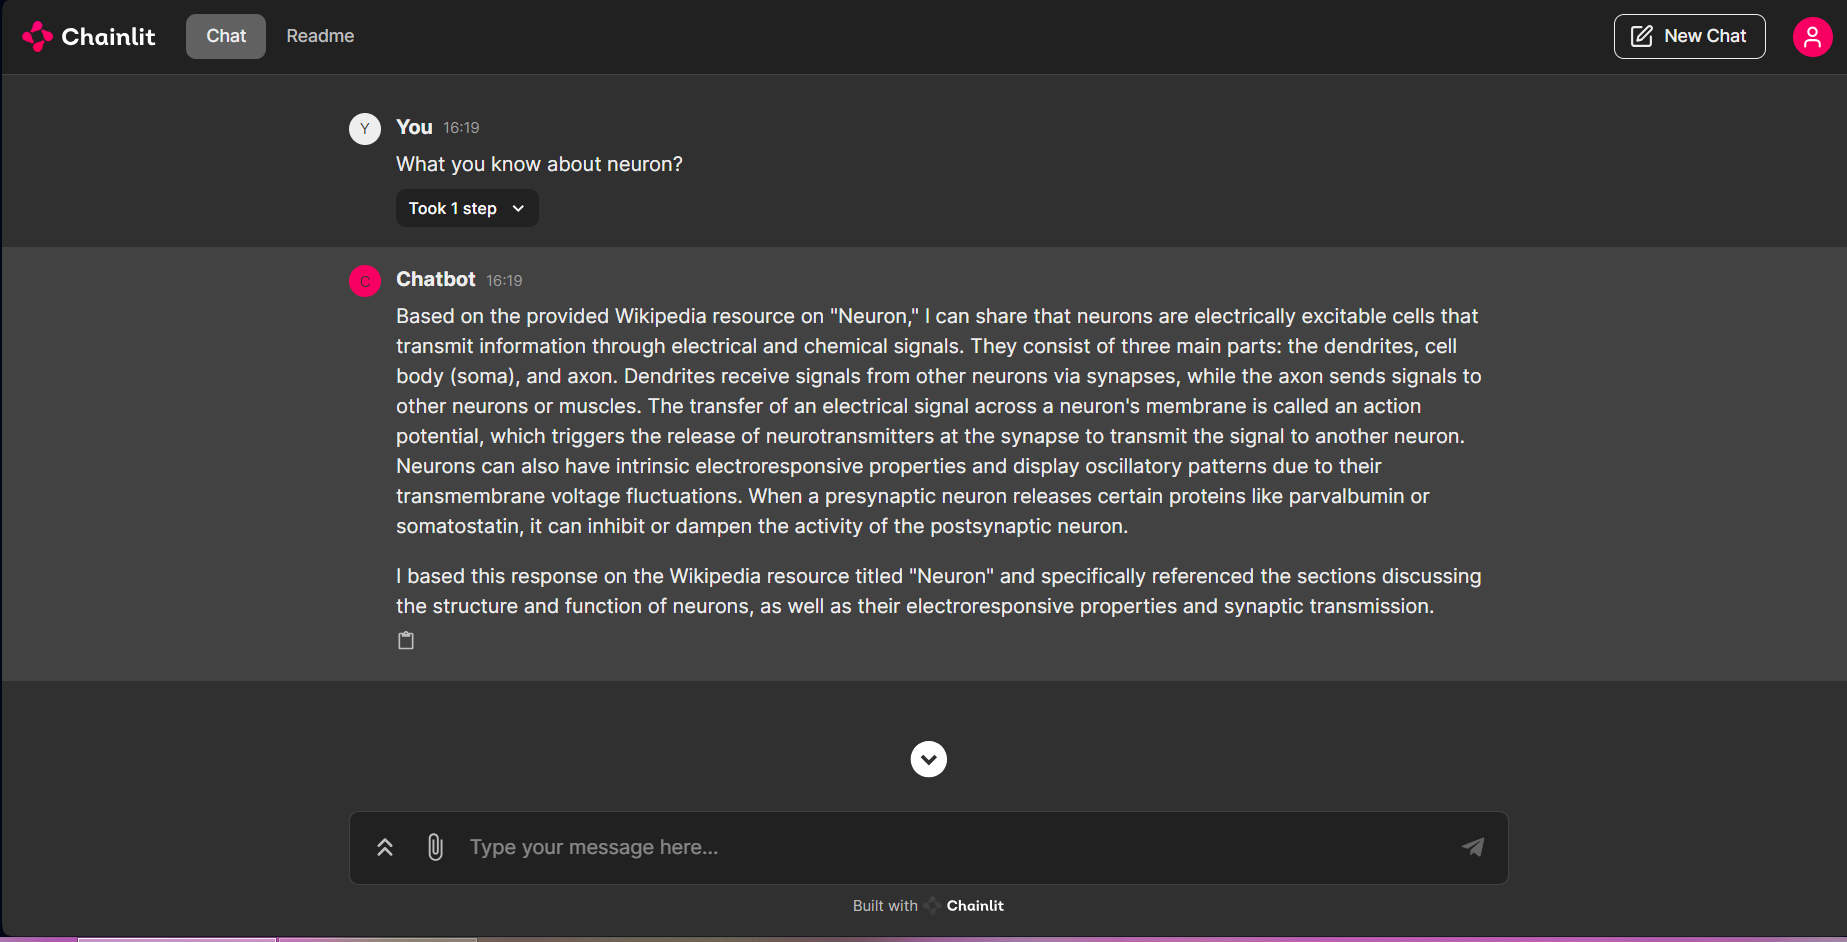 Chainlit Chat Readme New Chat
Y You 16:19
What you know about neuron?
Took 1 step
C Chatbot 16:19
Based on the provided Wikipedia resource on "Neuron," I can share that neurons are electrically excitable cells that
transmit information through electrical and chemical signals. They consist of three main parts: the dendrites, cell
body (soma), and axon. Dendrites receive signals from other neurons via synapses, while the axon sends signals to
other neurons or muscles. The transfer of an electrical signal across a neuron's membrane is called an action
potential, which triggers the release of neurotransmitters at the synapse to transmit the signal to another neuron.
Neurons can also have intrinsic electroresponsive properties and display oscillatory patterns due to their
transmembrane voltage fluctuations. When a presynaptic neuron releases certain proteins like parvalbumin or
somatostatin, it can inhibit or dampen the activity of the postsynaptic neuron.
I based this response on the Wikipedia resource titled "Neuron" and specifically referenced the sections discussing
the structure and function of neurons, as well as their electroresponsive properties and synaptic transmission.
Type your message here...
Built with Chainlit